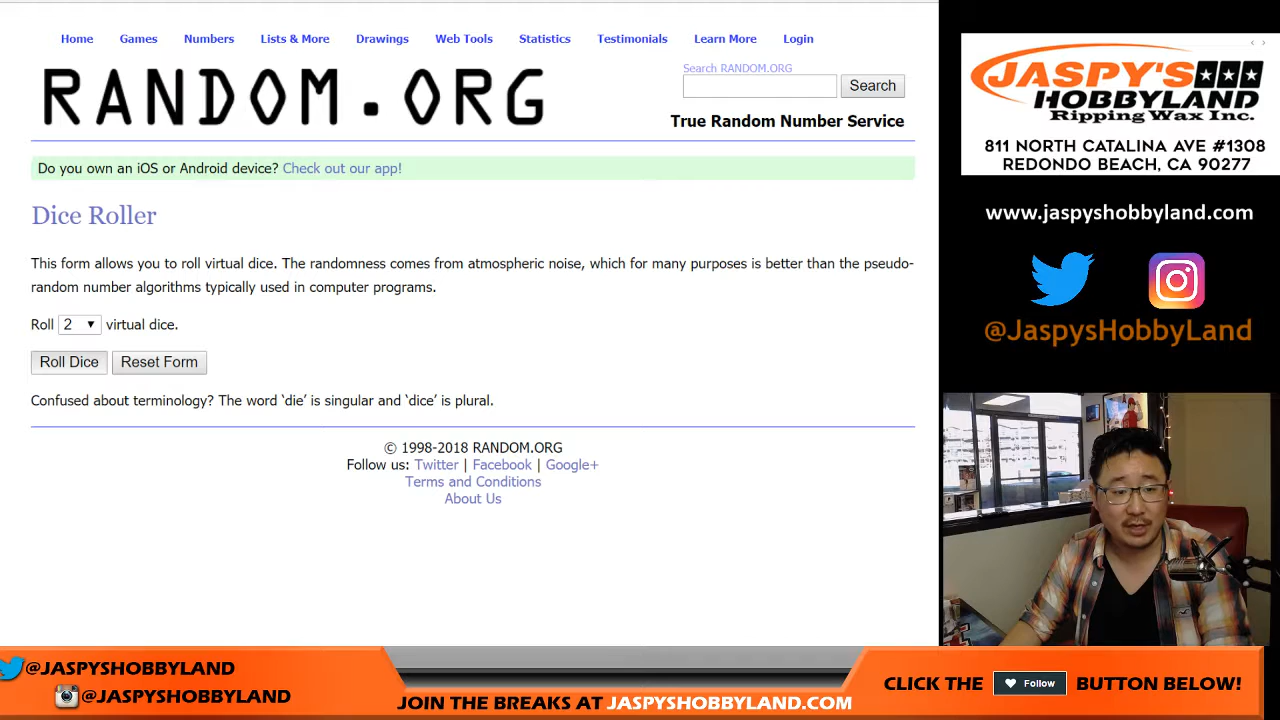 Home Games Numbers Lists & More Drawings Web Tools Statistics Testimonials Learn More Login
RANDOM.ORG
Search RANDOM.ORG
Search
True Random Number Service
Do you own an iOS or Android device? Check out our app!
Dice Roller
This form allows you to roll virtual dice. The randomness comes from atmospheric noise, which for many purposes is better than the pseudo-
random number algorithms typically used in computer programs.
Roll 2 virtual dice.
Roll Dice Reset Form
Confused about terminology? The word ‘die’ is singular and ‘dice’ is plural.
© 1998-2018 RANDOM.ORG
Follow us: Twitter | Facebook | Google+
Terms and Conditions
About Us
JASPY'S
HOBBYLAND
Ripping Wax Inc.
811 NORTH CATALINA AVE #1308
REDONDO BEACH, CA 90277
www.jaspyshobbyland.com
@JaspysHobbyLand
@JASPYSHOBBYLAND
@JASPYSHOBBYLAND
JOIN THE BREAKS AT JASPYSHOBBYLAND.COM
CLICK THE Follow BUTTON BELOW!